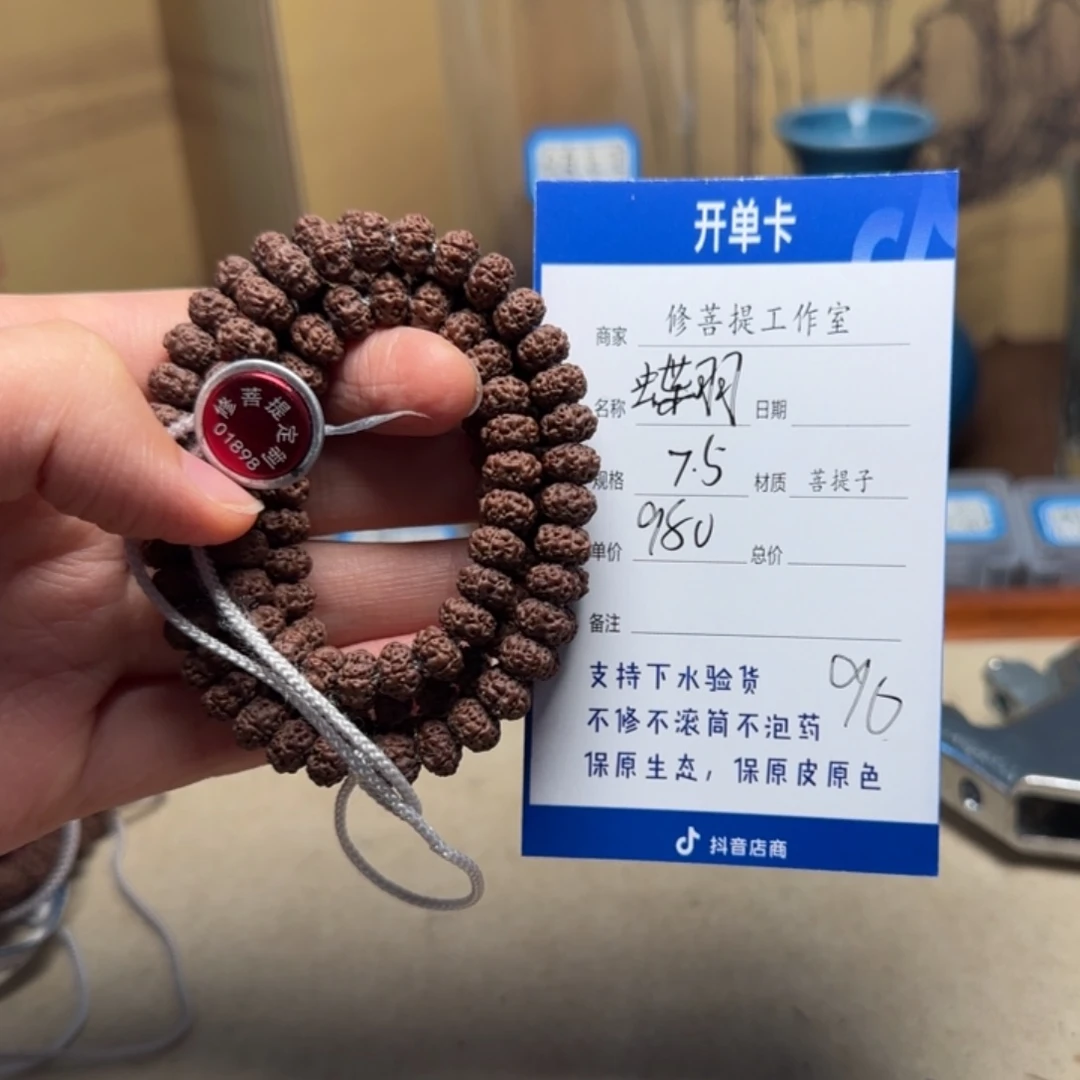 开单卡
商家 修菩提工作室
名称 蝶羽 日期
规格 7.5 材质 菩提子
单价 980 总价
备注
支持下水验货
不修不滚筒不泡药
保原生态，保原皮原色
抖音店商
修菩提定制
01898